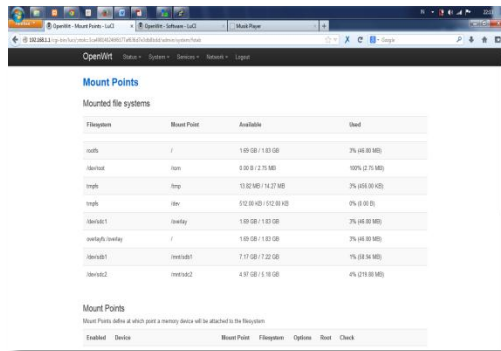 OpenWrt - Mount Points - LuCI
OpenWrt - Software - LuCI
Musik Player
OpenWrt Status System Services Network Logout
Mount Points
Mounted file systems
Filesystem Mount Point Available Used
rootfs / 1.69 GB / 1.83 GB 3% (46.00 MB)
/dev/root /rom 0.00 B / 2.75 MB 100% (2.75 MB)
tmpfs /tmp 13.82 MB / 14.27 MB 3% (456.00 KB)
tmpfs /dev 512.00 KB / 512.00 KB 0% (0.00 B)
/dev/sdc1 /overlay 1.69 GB / 1.83 GB 3% (46.00 MB)
overlayfs:/overlay / 1.69 GB / 1.83 GB 3% (46.00 MB)
/dev/sdb1 /mnt/sdb1 7.17 GB / 7.22 GB 1% (58.94 MB)
/dev/sdc2 /mnt/sdc2 4.97 GB / 5.18 GB 4% (219.00 MB)
Mount Points
Mount Points define at which point a memory device will be attached to the filesystem
Enabled Device Mount Point Filesystem Options Root Check